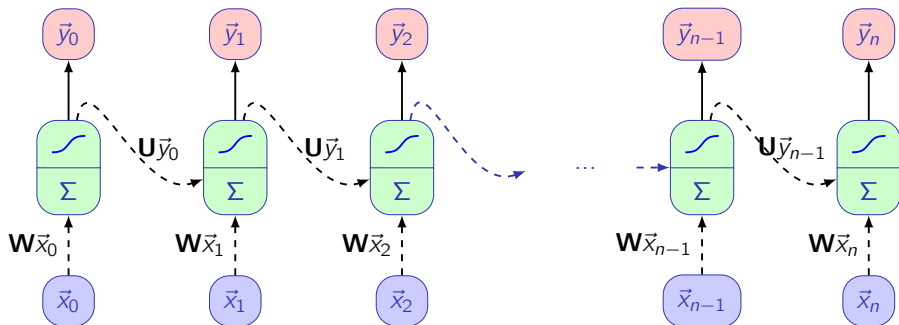 y⃗₀ y⃗₁ y⃗₂ y⃗ₙ₋₁ y⃗ₙ
Uy⃗₀ Uy⃗₁ Uy⃗ₙ₋₁
Σ Σ Σ ... Σ Σ
Wx⃗₀ Wx⃗₁ Wx⃗₂ Wx⃗ₙ₋₁ Wx⃗ₙ
x⃗₀ x⃗₁ x⃗₂ x⃗ₙ₋₁ x⃗ₙ